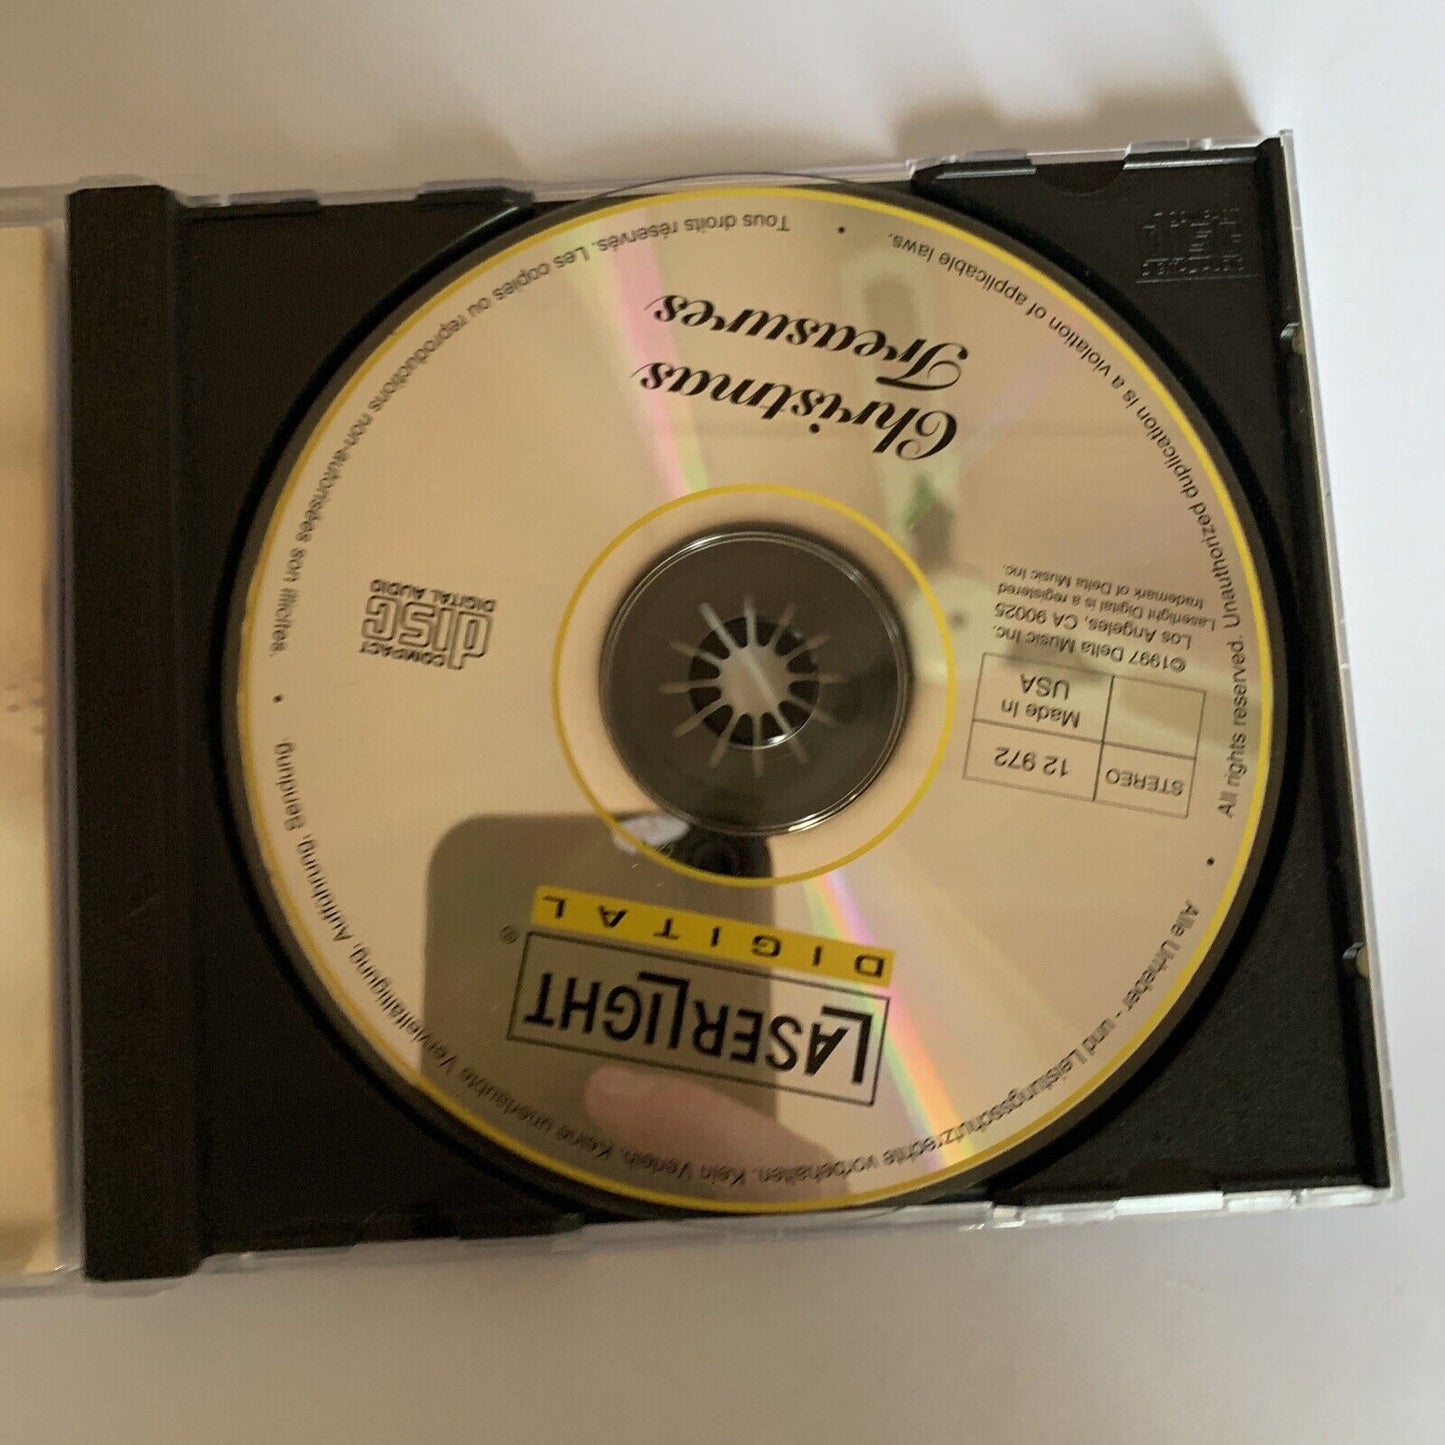 LASERLIGHT
®
DIGITAL
STEREO
12 972
Made In
USA
©1997 Delta Music Inc.
Los Angeles, CA 90025
Laserlight Digital is a registered
trademark of Delta Music Inc.
COMPACT
disc
DIGITAL AUDIO
Christmas
Treasures
Alle Urheber - und Leistungsschutzrechte vorbehalten. Kein Verleih. Keine unerlaubte Vervielfältigung, Aufführung, Sendung.
• Tous droits réservés. Les copies ou reproductions non-autorisées son illicites. •
All rights reserved. Unauthorized duplication is a violation of applicable laws. •